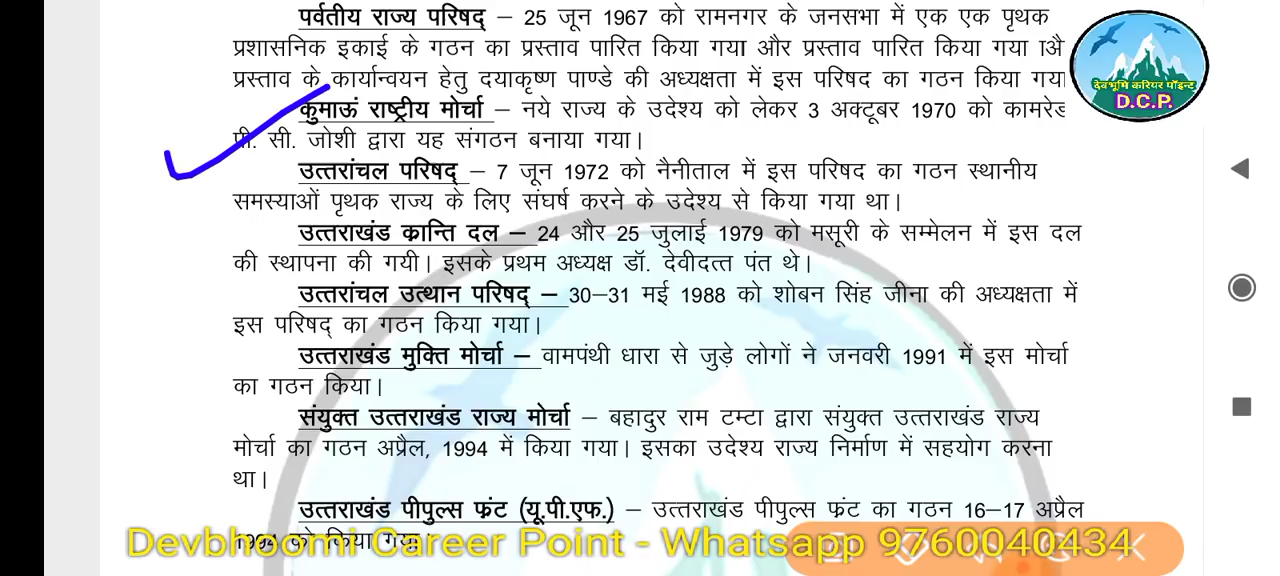 पर्वतीय राज्य परिषद् – 25 जून 1967 को रामनगर के जनसभा में एक एक पृथक
प्रशासनिक इकाई के गठन का प्रस्ताव पारित किया गया और प्रस्ताव पारित किया गया।
प्रस्ताव के कार्यान्वयन हेतु दयाकृष्ण पाण्डे की अध्यक्षता में इस परिषद का गठन किया गया
कुमाऊं राष्ट्रीय मोर्चा – नये राज्य के उदेश्य को लेकर 3 अक्टूबर 1970 को
पी. सी. जोशी द्वारा यह संगठन बनाया गया।
उत्तरांचल परिषद् – 7 जून 1972 को नैनीताल में इस परिषद का गठन स्थानीय
समस्याओं पृथक राज्य के लिए संघर्ष करने के उदेश्य से किया गया था।
उत्तराखंड क्रान्ति दल – 24 और 25 जुलाई 1979 को मसूरी के सम्मेलन में इस दल
की स्थापना की गयी। इसके प्रथम अध्यक्ष डॉ. देवीदत्त पंत थे।
उत्तरांचल उत्थान परिषद् – 30–31 मई 1988 को शोबन सिंह जीना की अध्यक्षता में
इस परिषद् का गठन किया गया।
उत्तराखंड मुक्ति मोर्चा – वामपंथी धारा से जुड़े लोगों ने जनवरी 1991 में इस मोर्चा
का गठन किया।
संयुक्त उत्तराखंड राज्य मोर्चा – बहादुर राम टम्टा द्वारा संयुक्त उत्तराखंड राज्य
मोर्चा का गठन अप्रैल, 1994 में किया गया। इसका उदेश्य राज्य निर्माण में सहयोग करना
था।
उत्तराखंड पीपुल्स फ्रंट (यू.पी.एफ.) – उत्तराखंड पीपुल्स फ्रंट का गठन 16–17 अप्रैल
1994 को किया गया।
देवभूमि करियर पॉइन्ट
D.C.P.
Devbhoomi Career Point - Whatsapp 9760040434